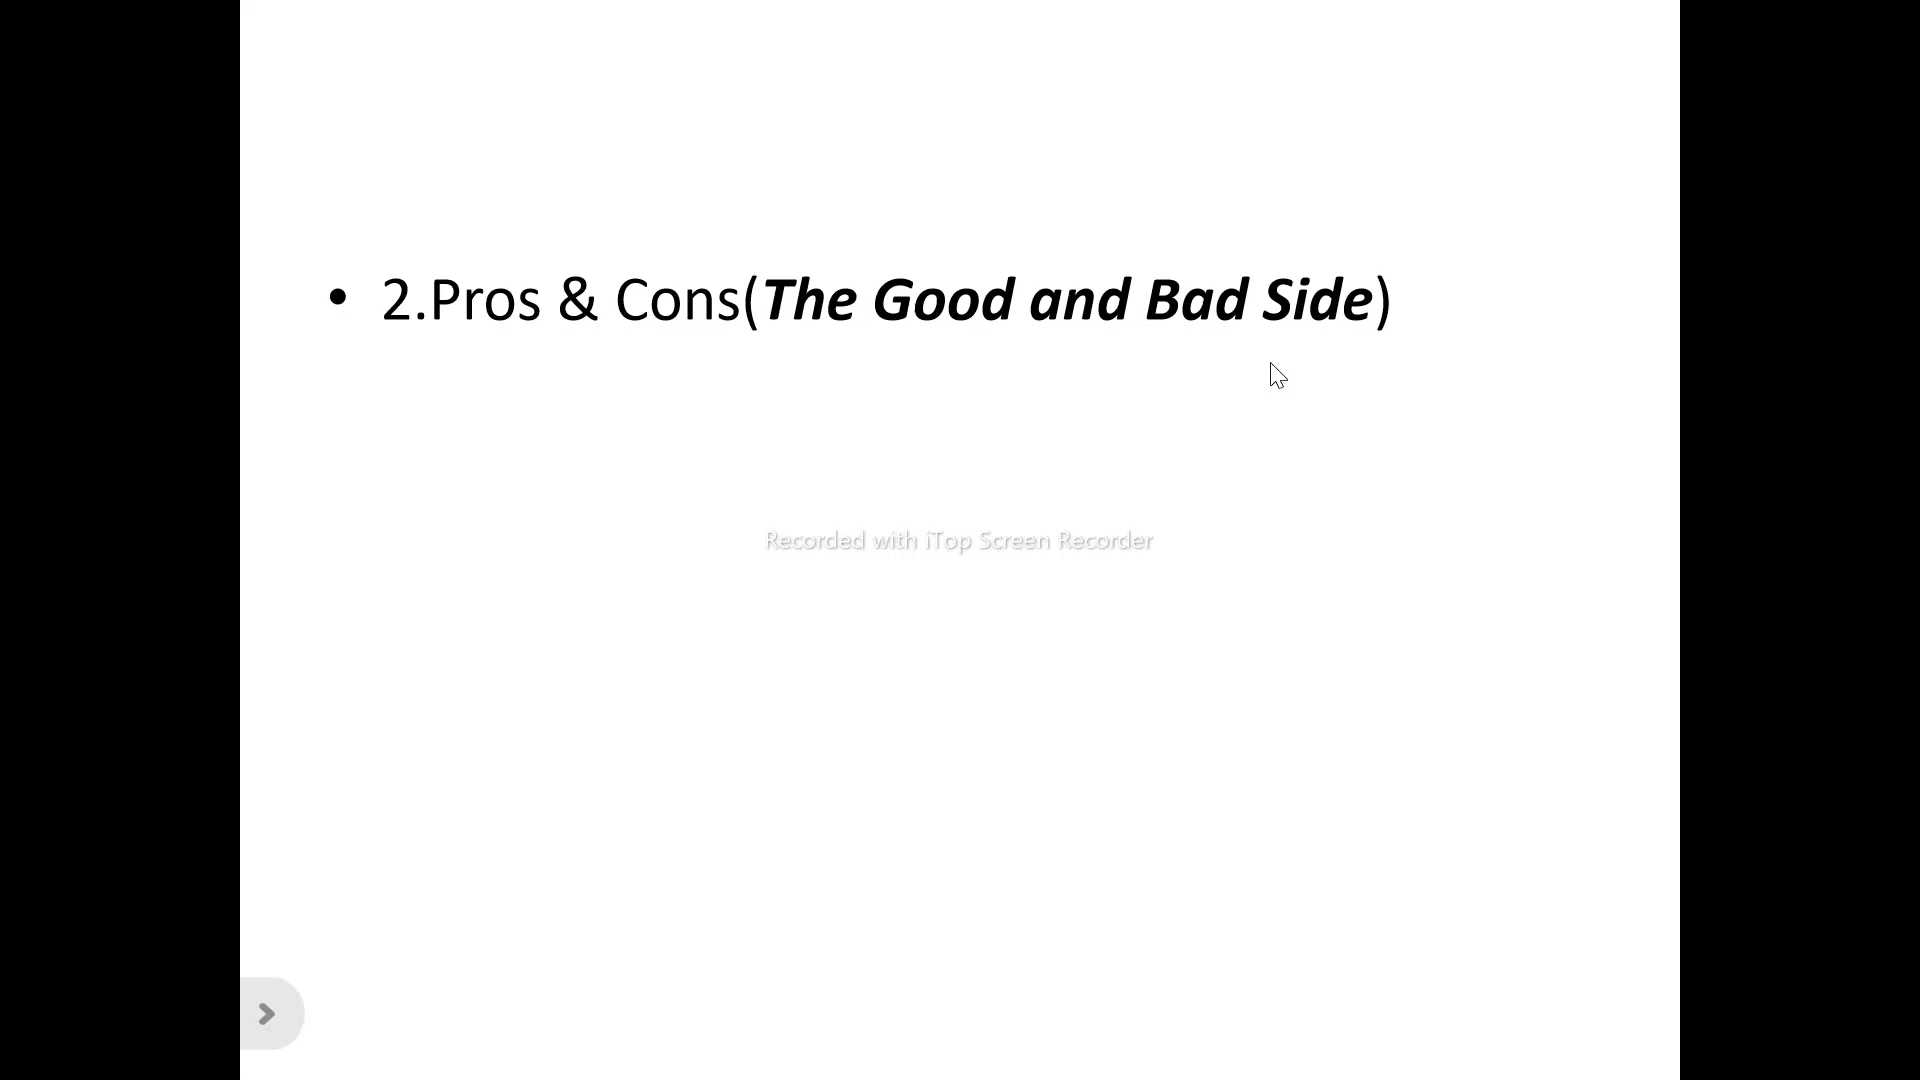 • 2.Pros & Cons(The Good and Bad Side)
Recorded with iTop Screen Recorder